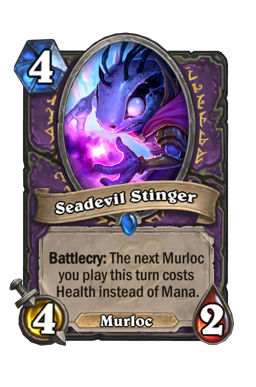 4
Seadevil Stinger
Battlecry: The next Murloc
you play this turn costs
Health instead of Mana.
4
Murloc
2